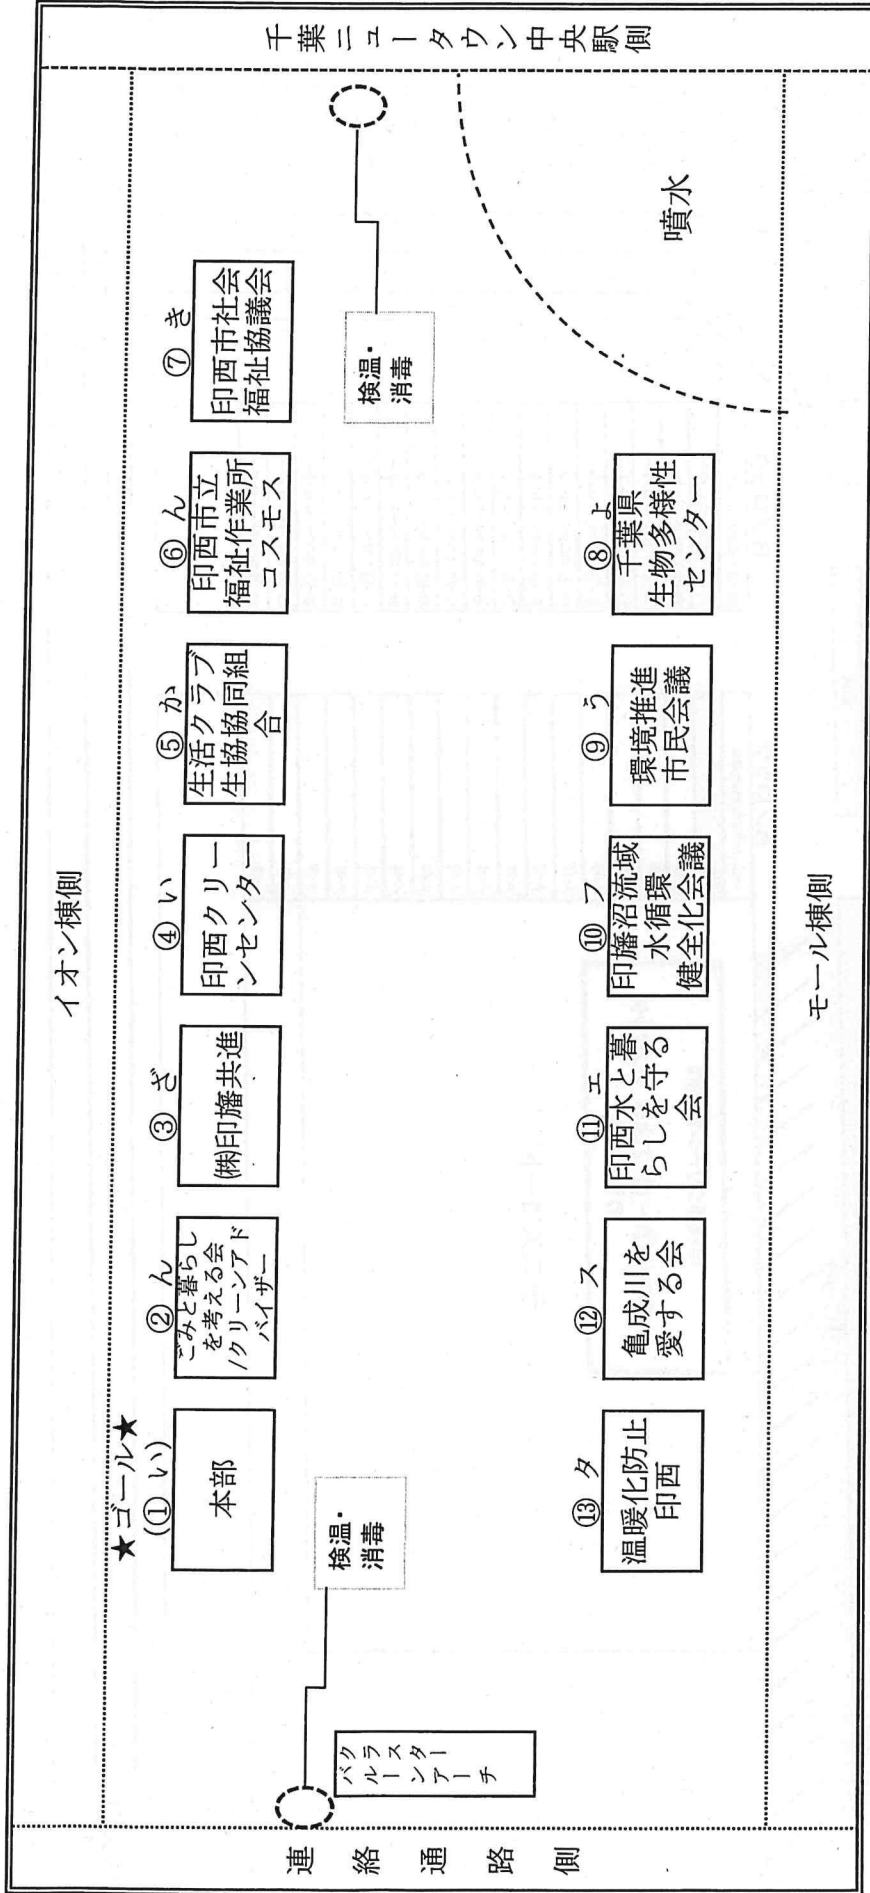 イオン棟側
★ゴール★
(① い)
本部
② ん
ごみと暮らし
を考える会
/クリーンアド
バイザー
③ ざ
㈱印旛共進
④ い
印西クリー
ンセンター
⑤ か
生活クラブ
生協協同組
合
⑥ ん
印西市立
福祉作業所
コスモス
⑦ き
印西市社会
福祉協議会
千葉ニュータウン中央駅側
検温・
消毒
検温・
消毒
連絡通路側
クラスター
バルーン
アーチ
⑬ タ
温暖化防止
印西
⑫ ス
亀成川を
愛する会
⑪ エ
印西水と暮
らしを守る
会
⑩ フ
印旛沼流域
水循環
健全化会議
⑨ う
環境推進
市民会議
⑧ よ
千葉県
生物多様性
センター
噴水
モール棟側